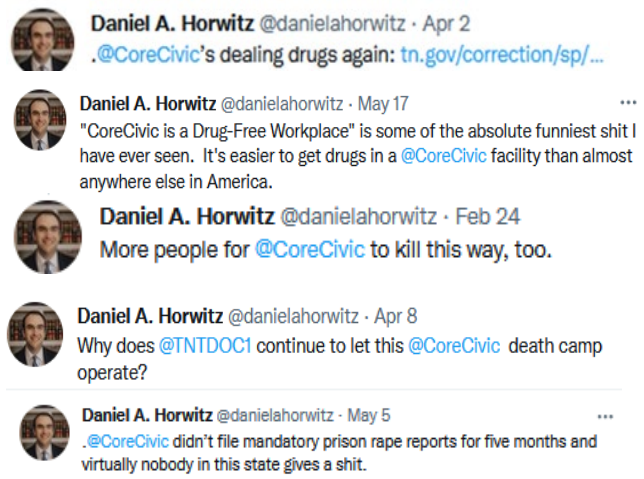 Daniel A. Horwitz @danielahorwitz · Apr 2
.@CoreCivic's dealing drugs again: tn.gov/correction/sp/...
Daniel A. Horwitz @danielahorwitz · May 17
"CoreCivic is a Drug-Free Workplace" is some of the absolute funniest shit I
have ever seen. It's easier to get drugs in a @CoreCivic facility than almost
anywhere else in America.
Daniel A. Horwitz @danielahorwitz · Feb 24
More people for @CoreCivic to kill this way, too.
Daniel A. Horwitz @danielahorwitz · Apr 8
Why does @TNTDOC1 continue to let this @CoreCivic death camp
operate?
Daniel A. Horwitz @danielahorwitz · May 5
.@CoreCivic didn't file mandatory prison rape reports for five months and
virtually nobody in this state gives a shit.